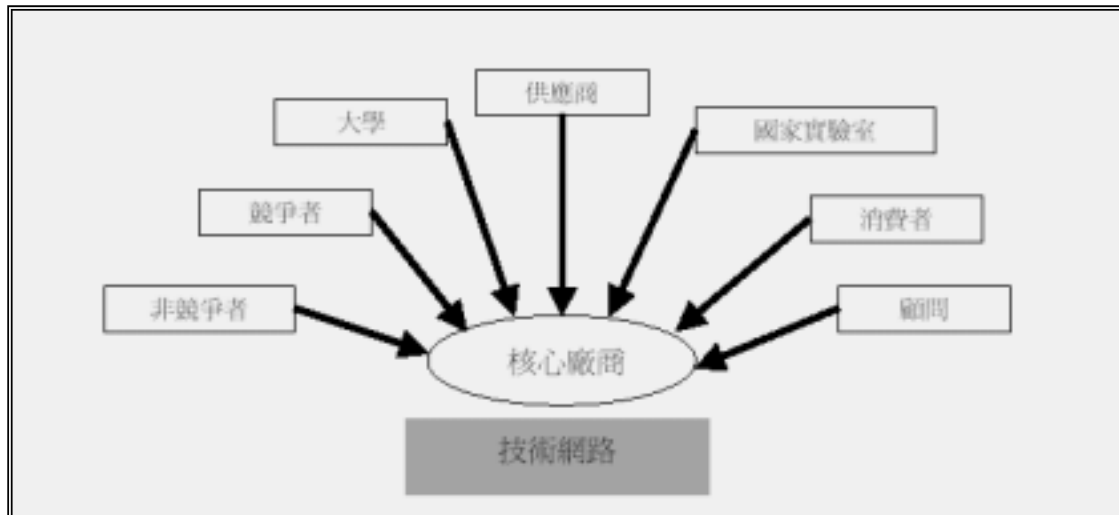 供應商
大學
國家實驗室
競爭者
消費者
非競爭者
顧問
核心廠商
技術網路